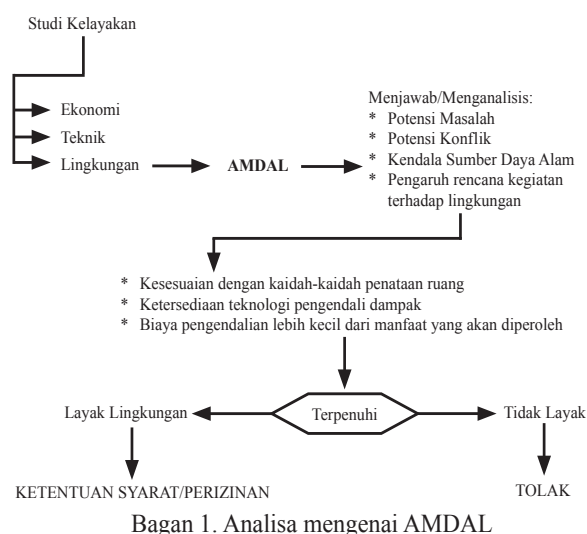 Studi Kelayakan
Ekonomi
Teknik
Lingkungan
AMDAL
Menjawab/Menganalisis:
* Potensi Masalah
* Potensi Konflik
* Kendala Sumber Daya Alam
* Pengaruh rencana kegiatan
terhadap lingkungan
* Kesesuaian dengan kaidah-kaidah penataan ruang
* Ketersediaan teknologi pengendali dampak
* Biaya pengendalian lebih kecil dari manfaat yang akan diperoleh
Layak Lingkungan
Terpenuhi
Tidak Layak
KETENTUAN SYARAT/PERIZINAN
TOLAK
Bagan 1. Analisa mengenai AMDAL